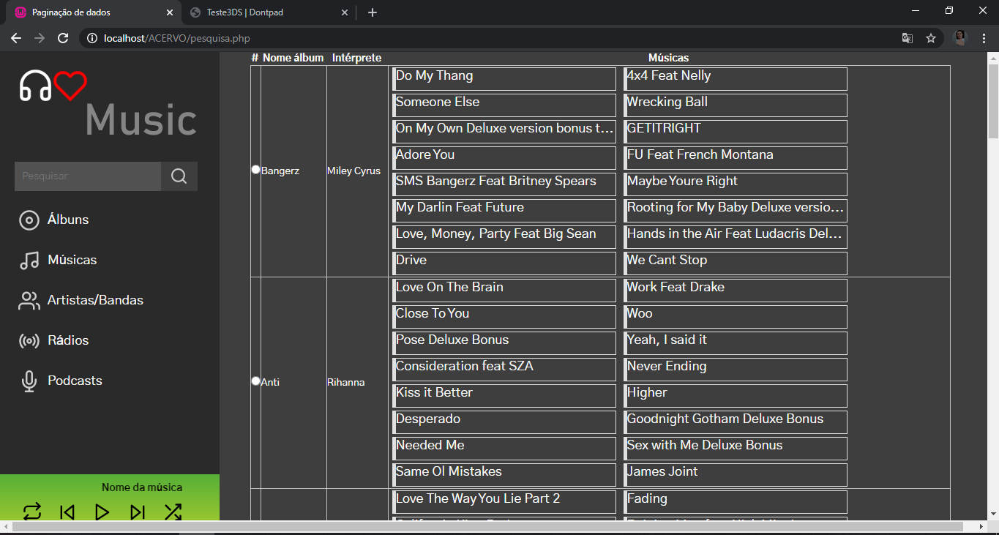 Paginação de dados
Teste3DS | Dontpad
localhost/ACERVO/pesquisa.php
Music
Pesquisar
Álbuns
Músicas
Artistas/Bandas
Rádios
Podcasts
Nome da música
# Nome álbum Intérprete Músicas
Bangerz
Miley Cyrus
Do My Thang
4x4 Feat Nelly
Someone Else
Wrecking Ball
On My Own Deluxe version bonus t...
GETITRIGHT
Adore You
FU Feat French Montana
SMS Bangerz Feat Britney Spears
Maybe Youre Right
My Darlin Feat Future
Rooting for My Baby Deluxe versio...
Love, Money, Party Feat Big Sean
Hands in the Air Feat Ludacris Del...
Drive
We Cant Stop
Anti
Rihanna
Love On The Brain
Work Feat Drake
Close To You
Woo
Pose Deluxe Bonus
Yeah, I said it
Consideration feat SZA
Never Ending
Kiss it Better
Higher
Desperado
Goodnight Gotham Deluxe Bonus
Needed Me
Sex with Me Deluxe Bonus
Same Ol Mistakes
James Joint
Love The Way You Lie Part 2
Fading